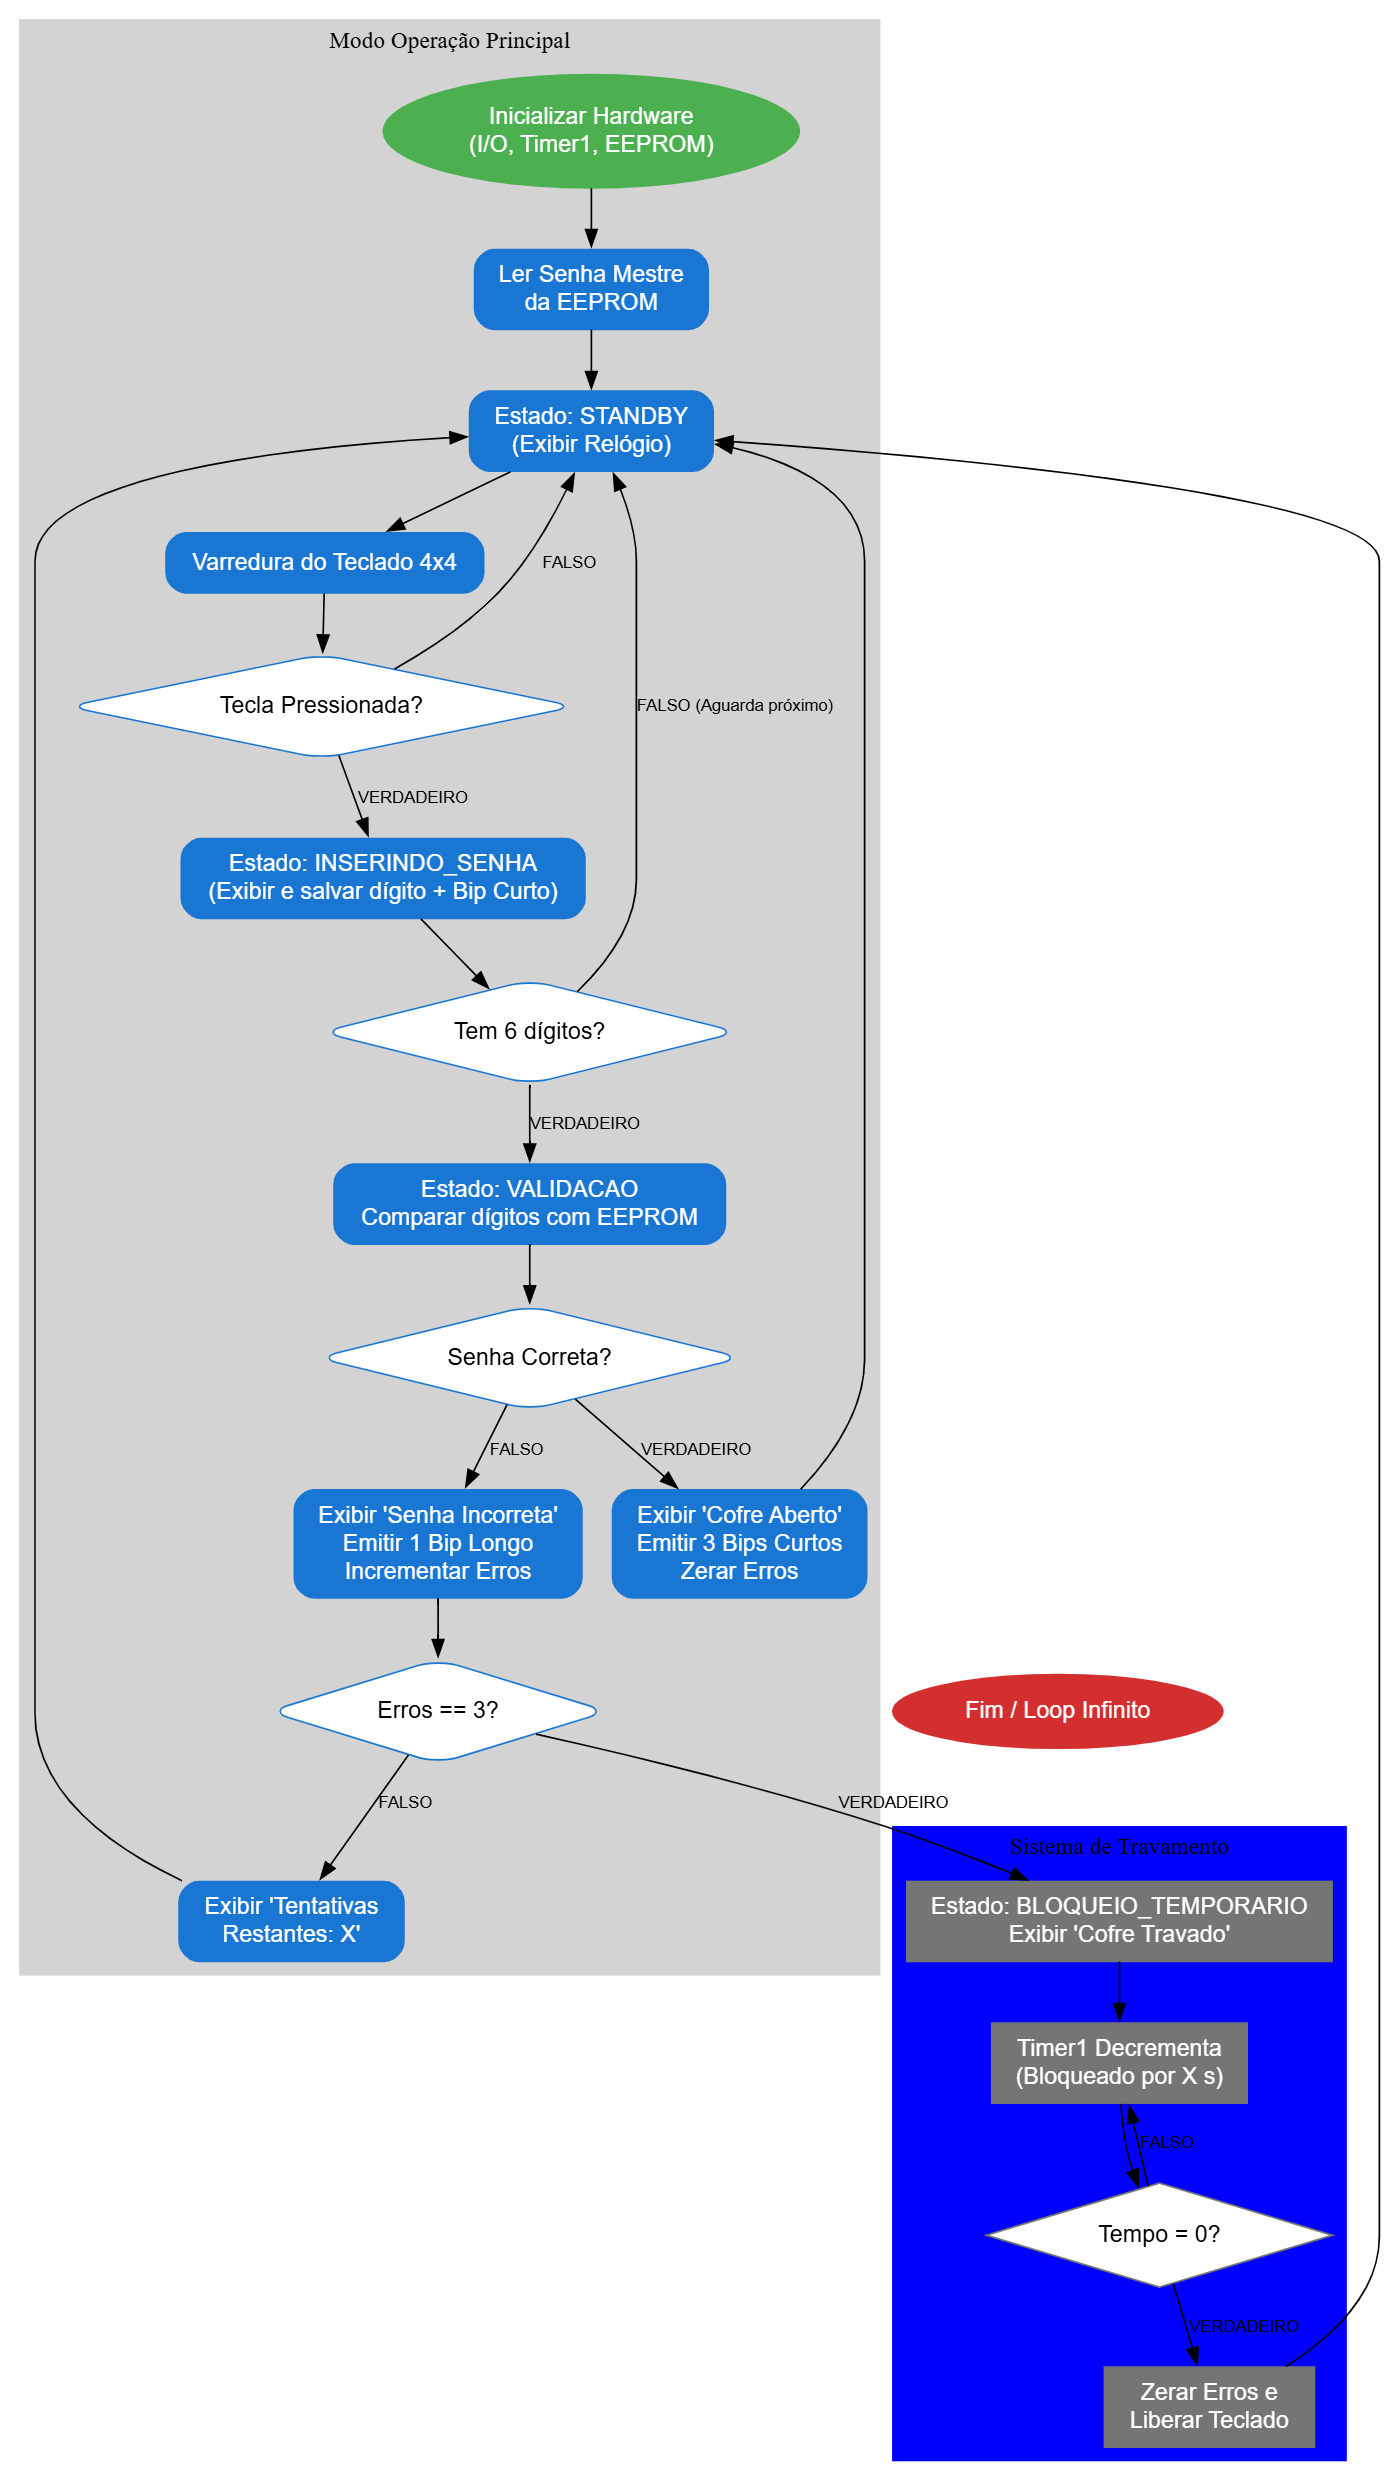 Modo Operação Principal
Inicializar Hardware
(I/O, Timer1, EEPROM)
Ler Senha Mestre
da EEPROM
Estado: STANDBY
(Exibir Relógio)
Varredura do Teclado 4x4
FALSO
Tecla Pressionada?
FALSO (Aguarda próximo)
VERDADEIRO
Estado: INSERINDO_SENHA
(Exibir e salvar dígito + Bip Curto)
Tem 6 dígitos?
VERDADEIRO
Estado: VALIDACAO
Comparar dígitos com EEPROM
Senha Correta?
FALSO
VERDADEIRO
Exibir 'Senha Incorreta'
Emitir 1 Bip Longo
Incrementar Erros
Exibir 'Cofre Aberto'
Emitir 3 Bips Curtos
Zerar Erros
Erros == 3?
Fim / Loop Infinito
FALSO
VERDADEIRO
Exibir 'Tentativas
Restantes: X'
Sistema de Travamento
Estado: BLOQUEIO_TEMPORARIO
Exibir 'Cofre Travado'
Timer1 Decrementa
(Bloqueado por X s)
FALSO
Tempo = 0?
VERDADEIRO
Zerar Erros e
Liberar Teclado